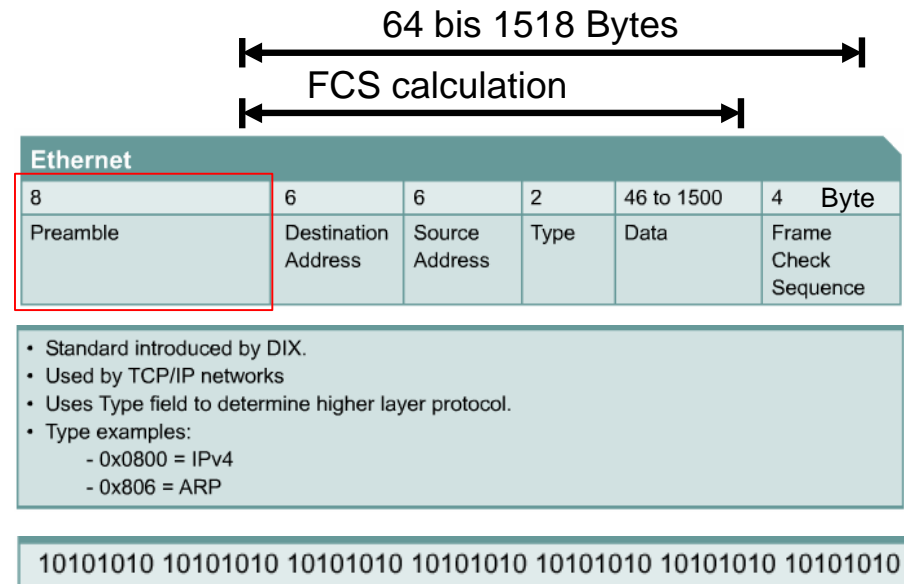 64 bis 1518 Bytes
FCS calculation
Ethernet
8 6 6 2 46 to 1500 4 Byte
Preamble Destination Source Type Data Frame
Address Address Check
Sequence
• Standard introduced by DIX.
• Used by TCP/IP networks
• Uses Type field to determine higher layer protocol.
• Type examples:
- 0x0800 = IPv4
- 0x806 = ARP
10101010 10101010 10101010 10101010 10101010 10101010 10101010